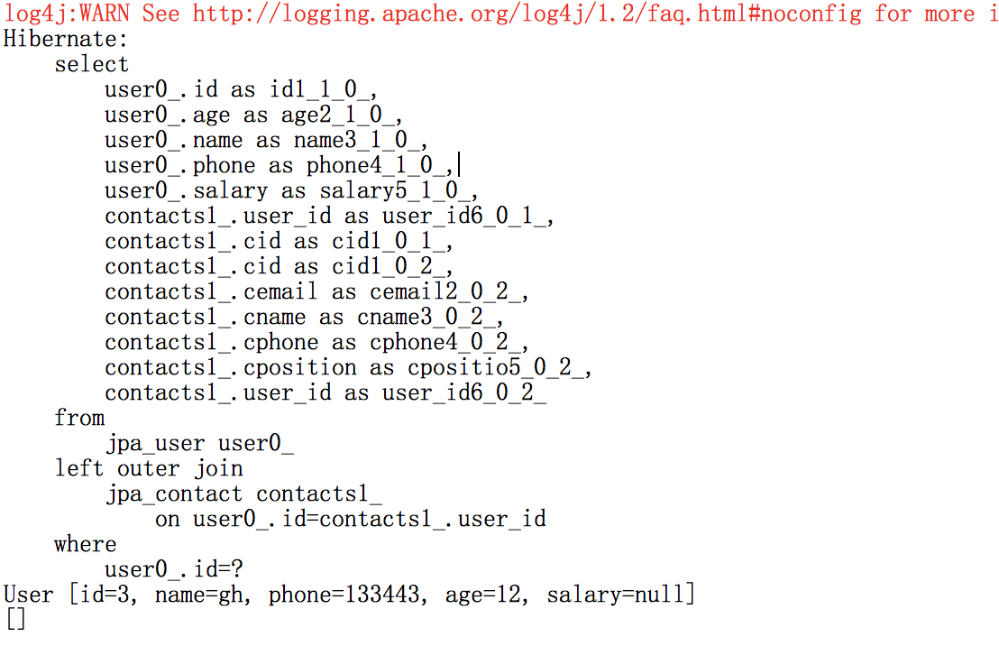 log4j:WARN See http://logging.apache.org/log4j/1.2/faq.html#noconfig for more i
Hibernate:
    select
        user0_.id as id1_1_0_,
        user0_.age as age2_1_0_,
        user0_.name as name3_1_0_,
        user0_.phone as phone4_1_0_,
        user0_.salary as salary5_1_0_,
        contacts1_.user_id as user_id6_0_1_,
        contacts1_.cid as cid1_0_1_,
        contacts1_.cid as cid1_0_2_,
        contacts1_.cemail as cemail2_0_2_,
        contacts1_.cname as cname3_0_2_,
        contacts1_.cphone as cphone4_0_2_,
        contacts1_.cposition as cpositio5_0_2_,
        contacts1_.user_id as user_id6_0_2_
    from
        jpa_user user0_
    left outer join
        jpa_contact contacts1_
            on user0_.id=contacts1_.user_id
    where
        user0_.id=?
User [id=3, name=gh, phone=133443, age=12, salary=null]
[]